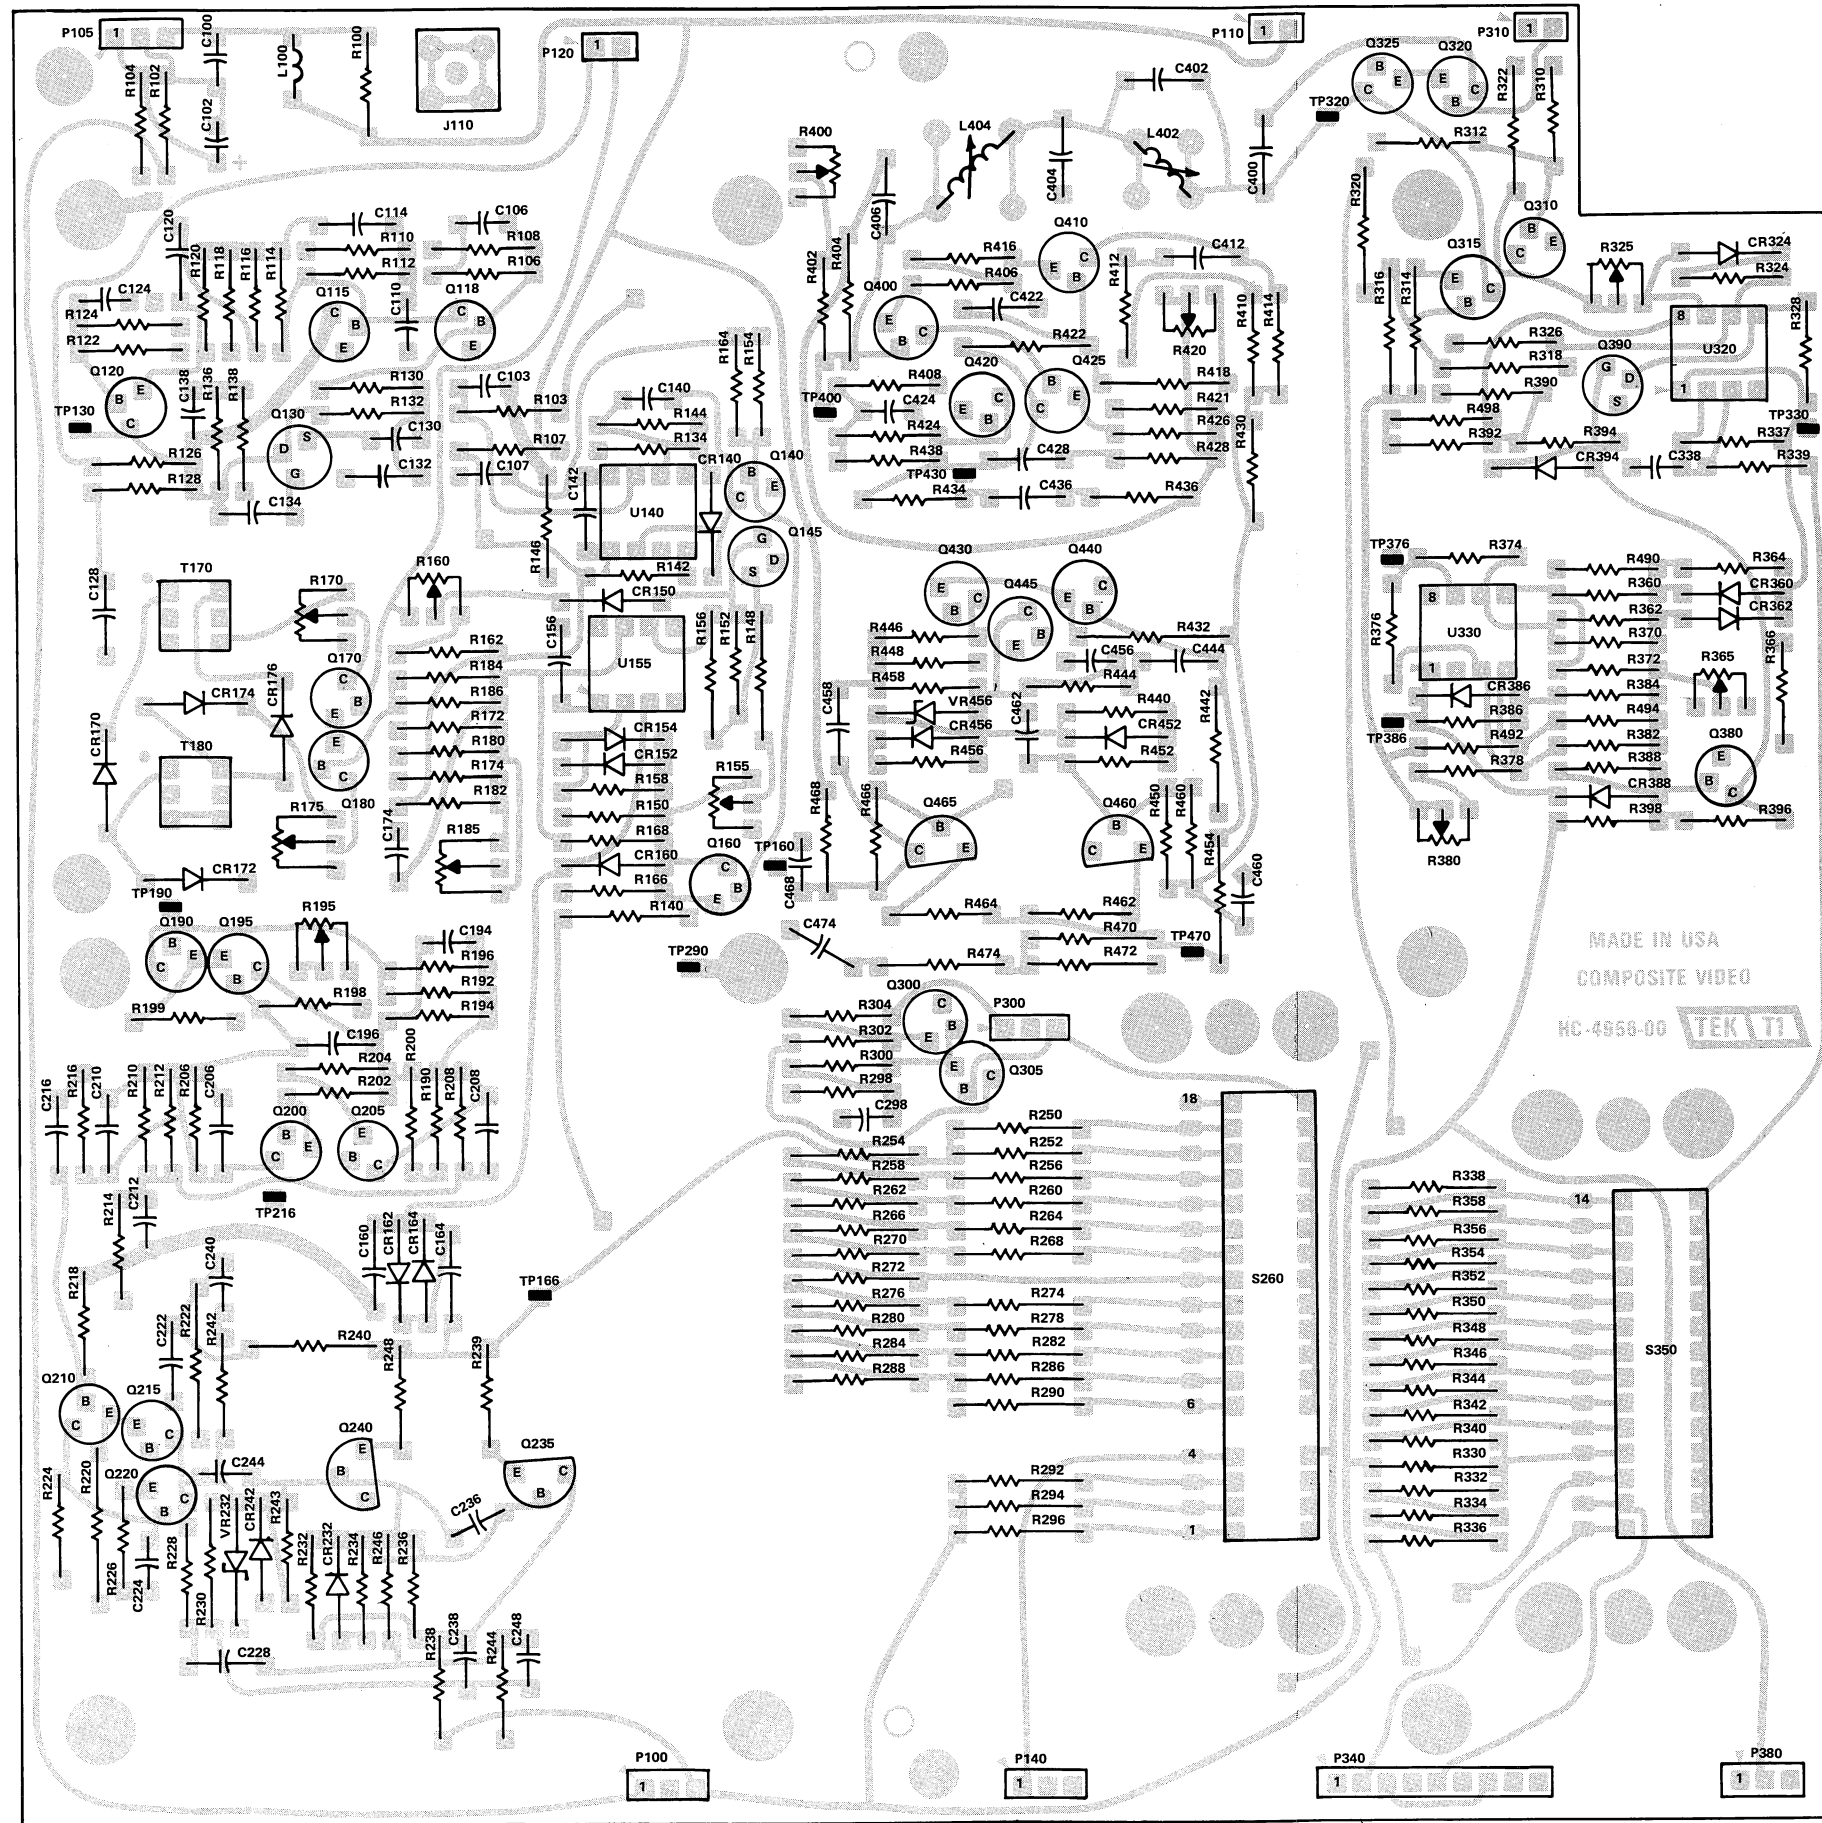 P105 1 C100 L100 R100 J110 P120 1 P110 1 P310 1
R104 R102 C102
Q325 B E C Q320 E C B R322 R310
C402 TP320 R312
R400 L404 C404 L402 C400 R320
C120 C114 C106 C406 Q310 B C E
R120 R118 R116 R114 R110 R108 R112 R106
R402 R404 R416 Q410 E C B R406 R412 C412
R316 R314 Q315 E C B R325 CR324 R324
C124 R124 R122 Q115 C B E C110 Q118 C B E
Q400 E C B C422 R422 R420 R410 R414
R326 R318 R390 Q390 G D S 8 U320 1 R328
Q120 E B C C138 R136 R138 R130 C103 R164 R154 C140
R408 Q420 C E B Q425 B E C R418
TP130 Q130 S D G R132 R103 C130 R144 R134
TP400 C424 R424 R438 R421 R426 R428 R430
R498 R392 R394 TP330 R337
R126 R128 C132 R107 C107 CR140 Q140 B C E
TP430 C428 CR394 C338 R339
C134 C142 U140 R434 C436 R436
R146 Q145 G S D
T170 R170 R160 R142 CR150
Q430 E C B Q445 C B E Q440 C E B
TP376 R374 R490 R364
C128 R360 CR360
8 U330 1 R376 R362 CR362
C156 U155 R156 R152 R148
R446 R432 R370
R162 R448 C456 C444 R372 R365 R366
CR176 Q170 C B E R184 R458 R444 CR386 R384
CR174 R186 C458 VR456 C462 R440 R442 R386 R494
R172 CR154 CR456 CR452 TP386 R492 R382
CR170 T180 Q180 E B C R180 CR152 R456 R452 R378 R388 Q380 E B C
R174 R158 R155 CR388
R182 R150 R468 R466 Q465 B C E Q460 B C E R450 R460 R398 R396
R175 C174 R185 R168 TP160 R454 R380
CR172 CR160 Q160 C B E C468 C460
TP190 R166
Q190 B E C Q195 E C B R195 R140 R464 R462
C194 C474 R470 TP470
R196 TP290 R474 R472
MADE IN USA
COMPOSITE VIDEO
HC-4956-00 TEK T1
R199 R198 R192 R194
R304 Q300 C B E P300
C196 R302
R204 R200 R300 Q305 E C B
C216 R216 C210 R210 R212 R206 C206 R202 R190 R208 C208 R298
C298 18
Q200 B E C Q205 E B C R250
R254 R252
R258 R256
TP216 R262 R260 R338
R214 C212 R266 R264 R358 14
C160 CR162 CR164 C164 R270 R268 R356
R218 C240 R272 S260 R354
TP166 R276 R274 R352
C222 R222 R242 R280 R278 R350
R240 R248 R239 R284 R282 R348 S350
R288 R286 R346
Q210 B E C Q215 E C B R290 6 R344
R342
Q240 E B C Q235 E C B R340
C244 4 R330
R224 R220 Q220 E C B VR232 CR242 R243 R292 R332
C236 R294 R334
R226 C224 R228 R230 R232 CR232 R234 R246 R236 R296 1 R336
C228 R238 C238 R244 C248
P100 1 P140 1 P340 1 P380 1